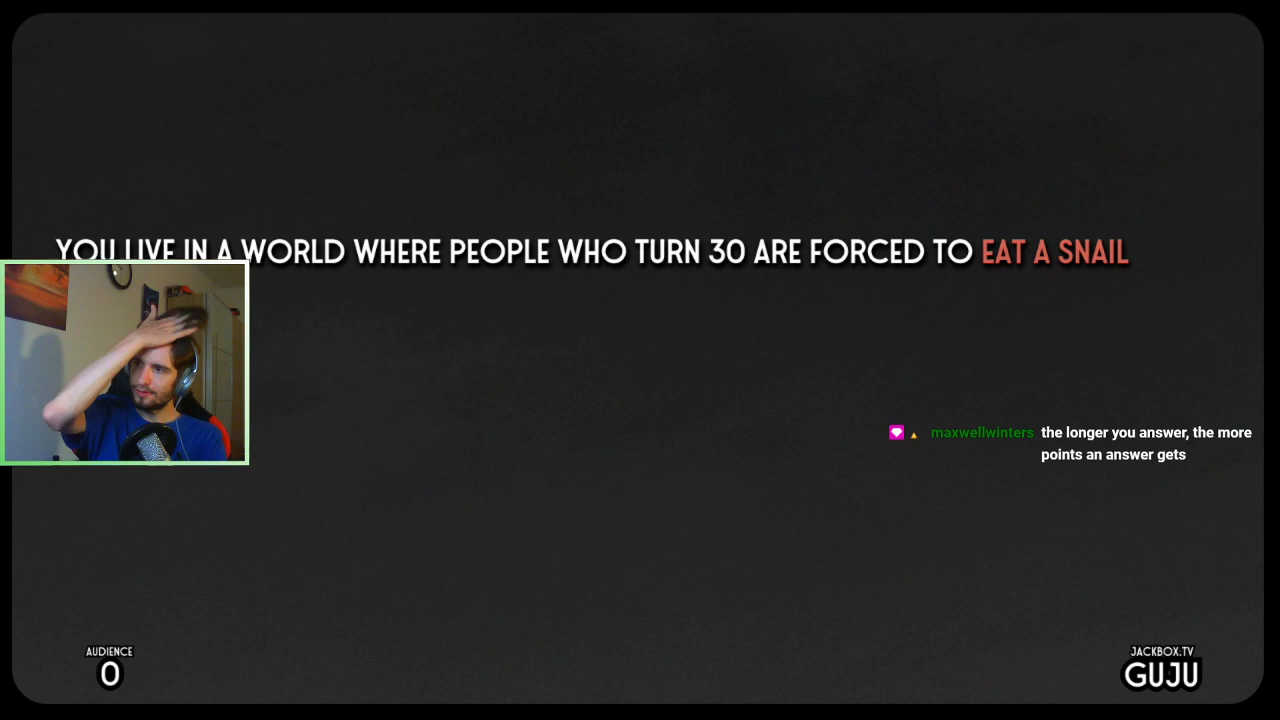 YOU LIVE IN A WORLD WHERE PEOPLE WHO TURN 30 ARE FORCED TO EAT A SNAIL
maxwellwinters the longer you answer, the more
points an answer gets
AUDIENCE
0
JACKBOX.TV
GUJU